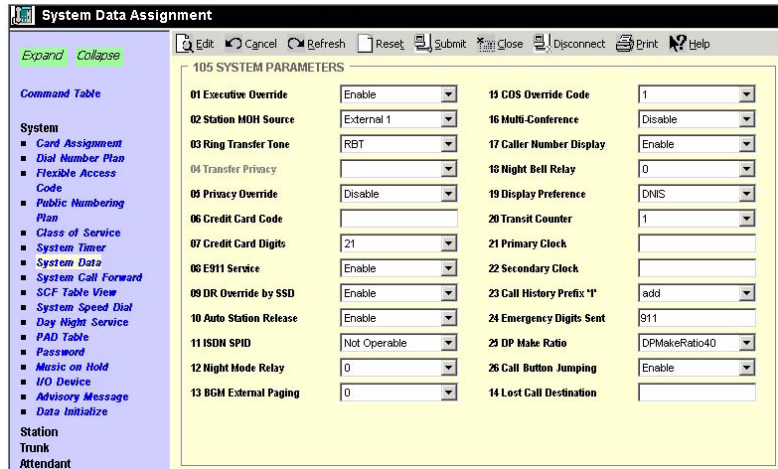 System Data Assignment
Expand Collapse
Edit Cancel Refresh Reset Submit Close Disconnect Print Help
Command Table
System
Card Assignment
Dial Number Plan
Flexible Access
Code
Public Numbering
Plan
Class of Service
System Timer
System Data
System Call Forward
SCF Table View
System Speed Dial
Day Night Service
PAD Table
Password
Music on Hold
I/O Device
Advisory Message
Data Initialize
Station
Trunk
Attendant
105 SYSTEM PARAMETERS
01 Executive Override Enable
02 Station MOH Source External 1
03 Ring Transfer Tone RBT
04 Transfer Privacy
05 Privacy Override Disable
06 Credit Card Code
07 Credit Card Digits 21
08 E911 Service Enable
09 DR Override by SSD Enable
10 Auto Station Release Enable
11 ISDN SPID Not Operable
12 Night Mode Relay 0
13 BGM External Paging 0
15 COS Override Code 1
16 Multi-Conference Disable
17 Caller Number Display Enable
18 Night Bell Relay 0
19 Display Preference DNIS
20 Transit Counter 1
21 Primary Clock
22 Secondary Clock
23 Call History Prefix '1' add
24 Emergency Digits Sent 911
25 DP Make Ratio DPMakeRatio40
26 Call Button Jumping Enable
14 Lost Call Destination